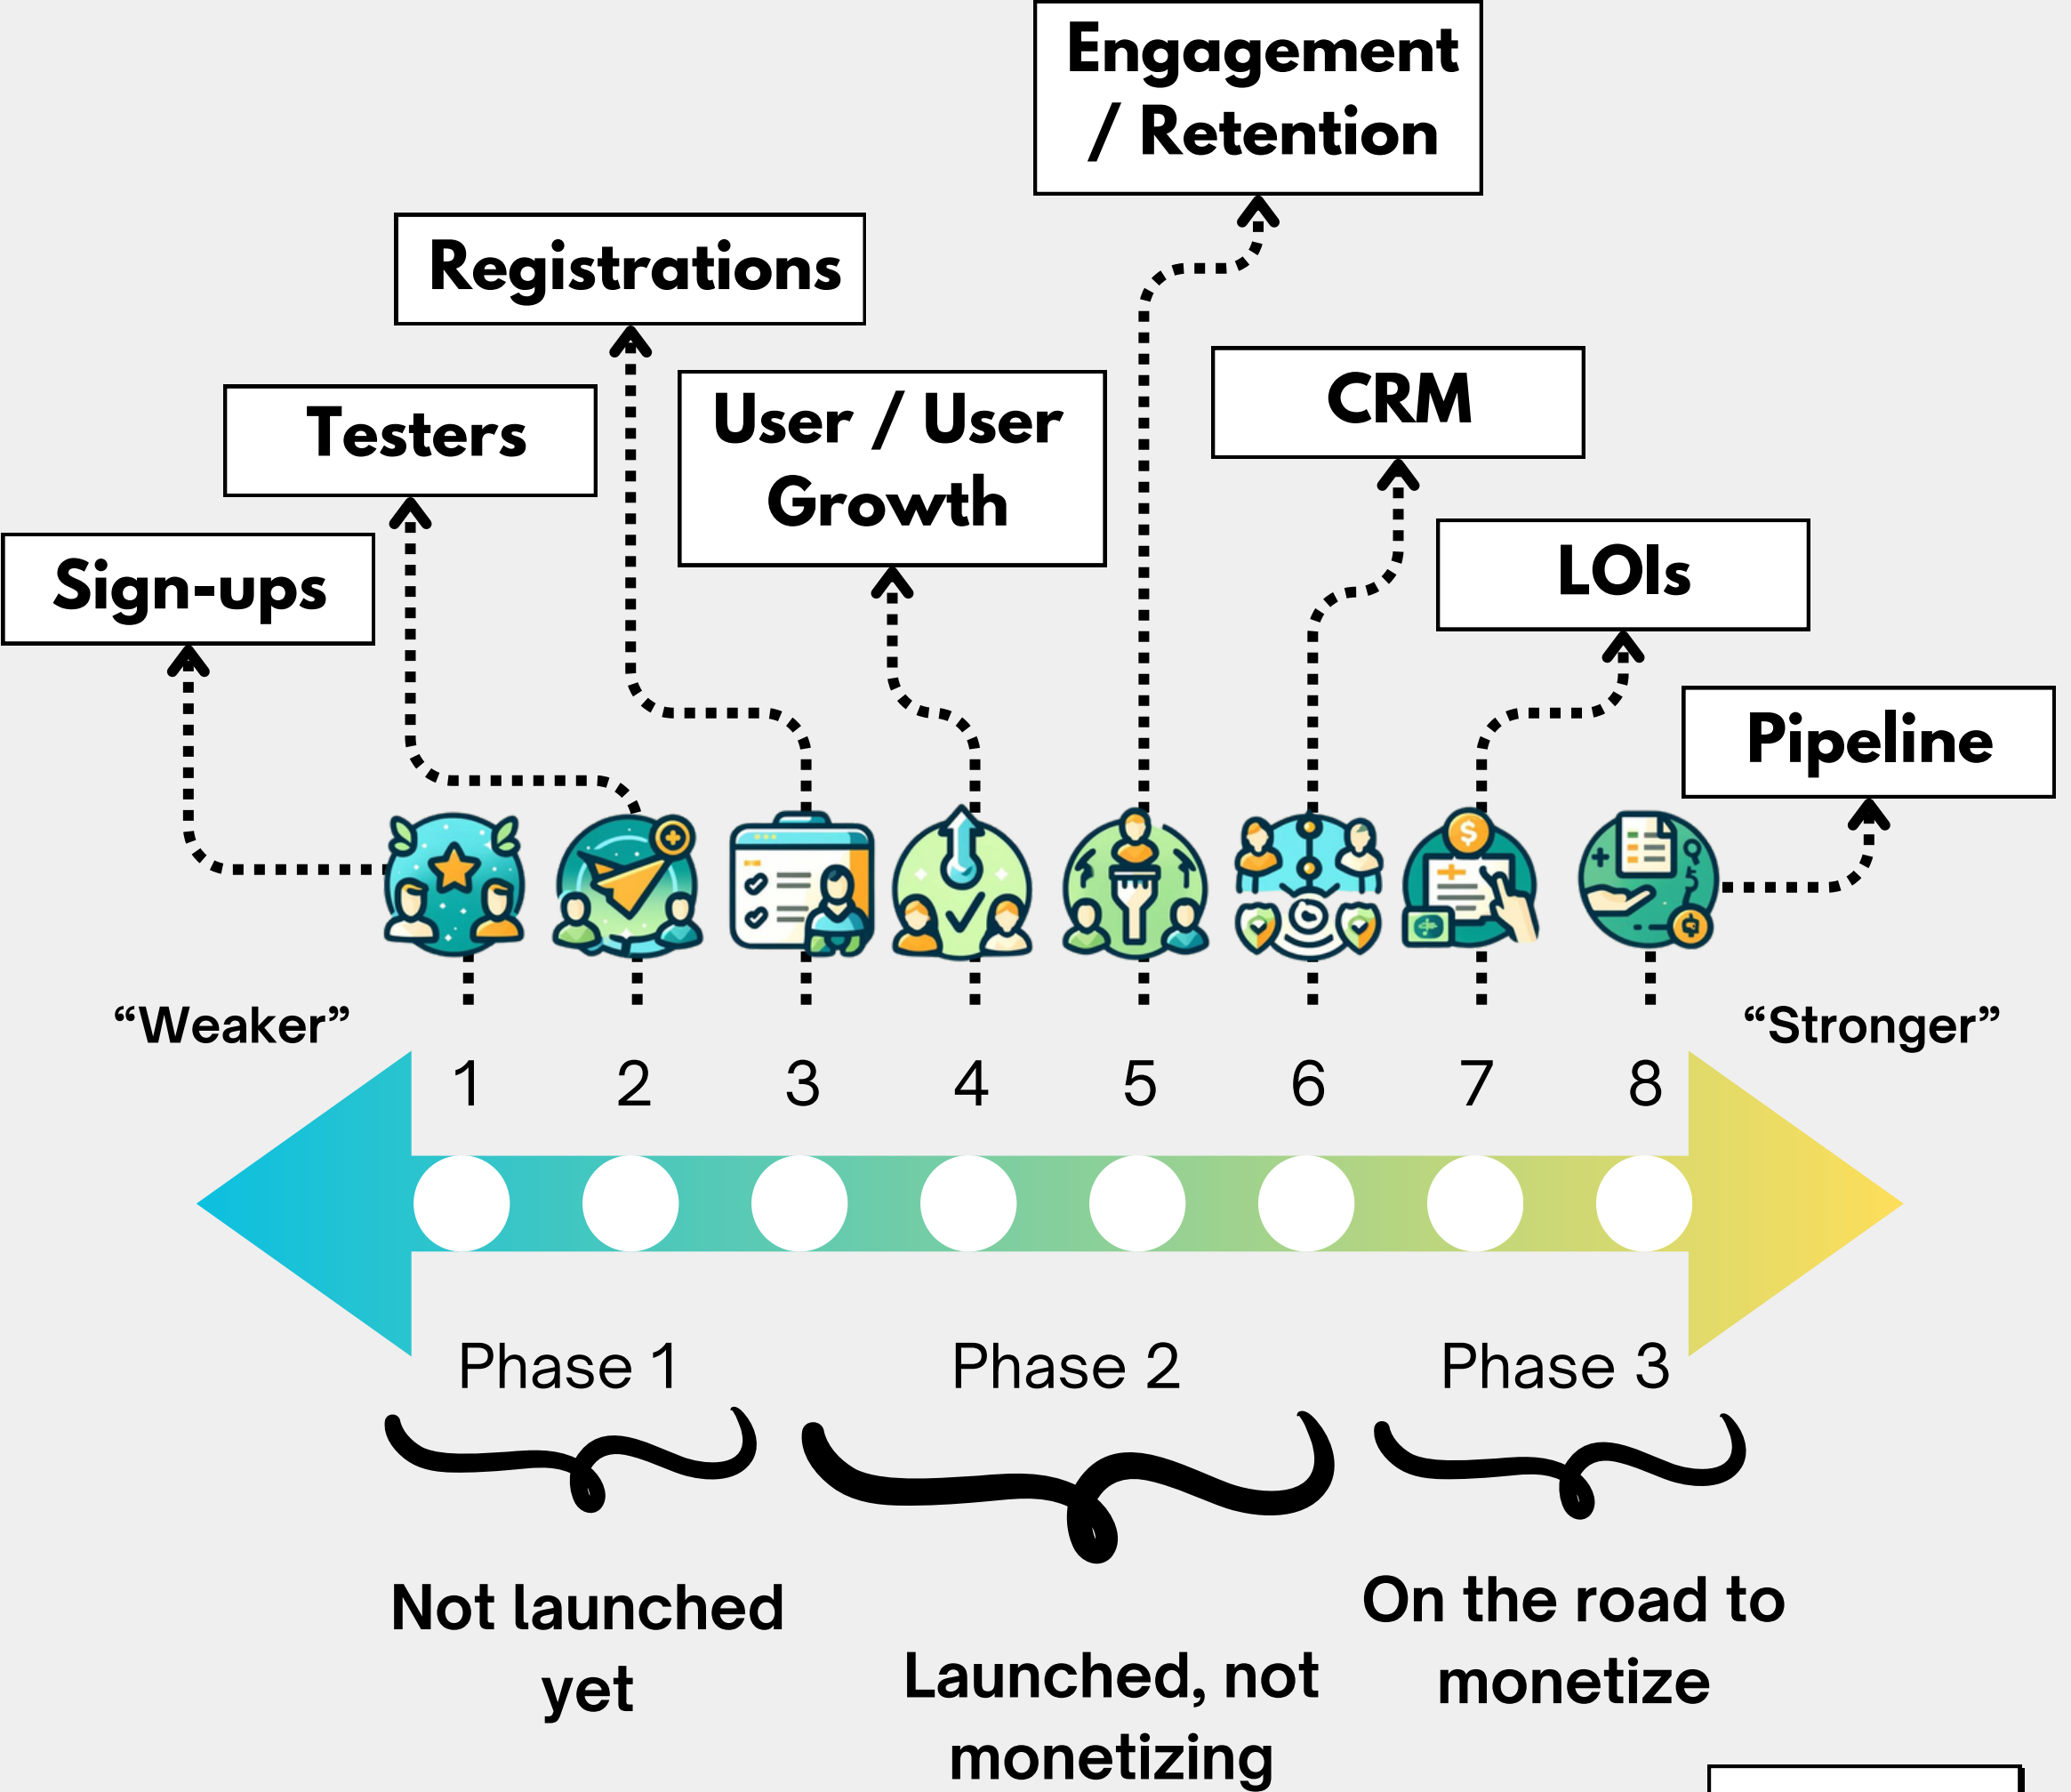 Engagement
/ Retention
Registrations
User / User
Growth
CRM
Testers
LOIs
Sign-ups
Pipeline
“Weaker”
“Stronger”
1 2 3 4 5 6 7 8
Phase 1
Phase 2
Phase 3
Not launched
yet
Launched, not
monetizing
On the road to
monetize